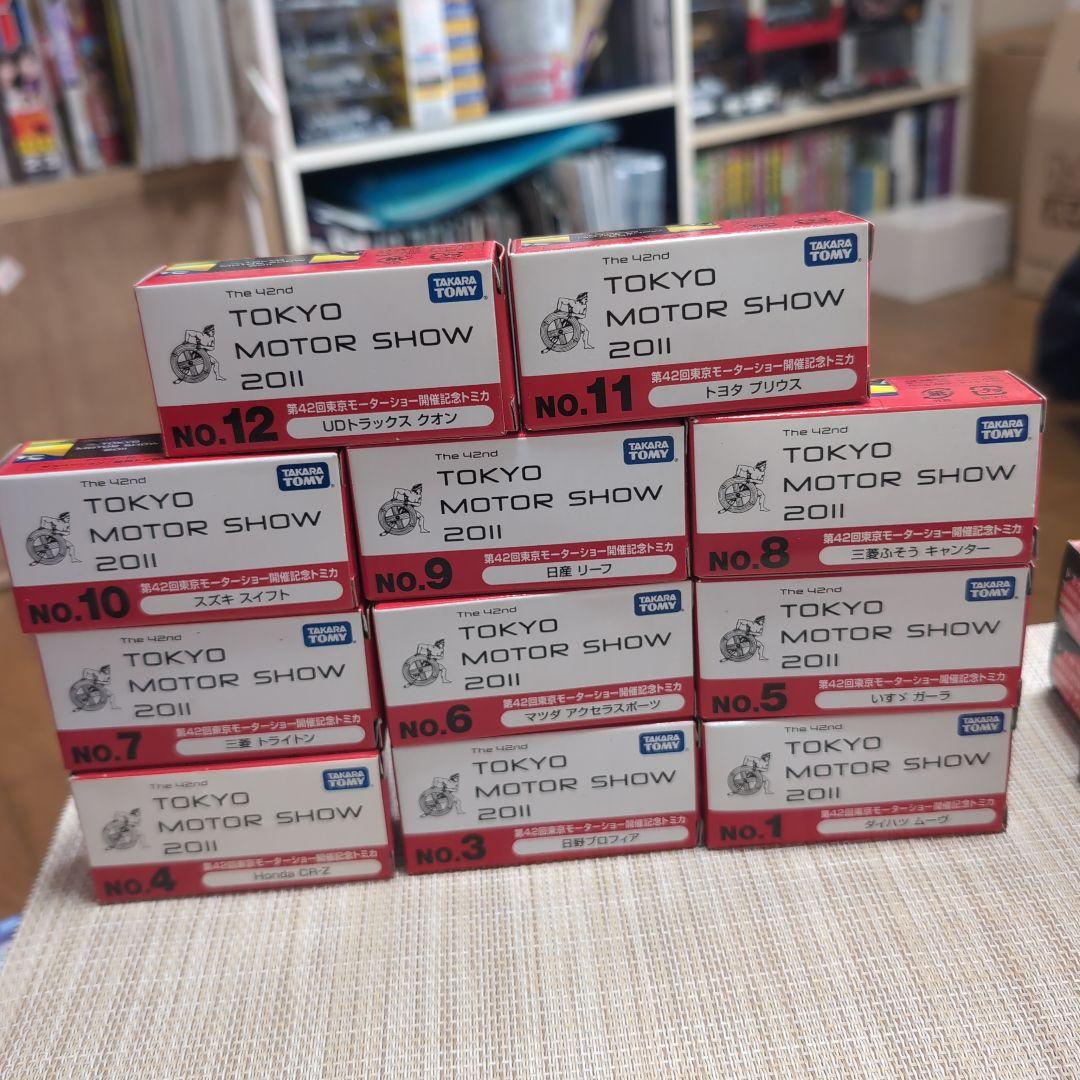 The 42nd
TOKYO
MOTOR SHOW
2011
TAKARA
TOMY
第42回東京モーターショー開催記念トミカ
NO.12
UDトラックス クオン
The 42nd
TOKYO
MOTOR SHOW
2011
TAKARA
TOMY
第42回東京モーターショー開催記念トミカ
NO.11
トヨタ プリウス
The 42nd
TOKYO
MOTOR SHOW
2011
TAKARA
TOMY
第42回東京モーターショー開催記念トミカ
NO.10
スズキ スイフト
The 42nd
TOKYO
MOTOR SHOW
2011
TAKARA
TOMY
第42回東京モーターショー開催記念トミカ
NO.9
日産 リーフ
The 42nd
TOKYO
MOTOR SHOW
2011
TAKARA
TOMY
第42回東京モーターショー開催記念トミカ
NO.8
三菱ふそう キャンター
The 42nd
TOKYO
MOTOR SHOW
2011
TAKARA
TOMY
第42回東京モーターショー開催記念トミカ
NO.7
三菱 トライトン
The 42nd
TOKYO
MOTOR SHOW
2011
TAKARA
TOMY
第42回東京モーターショー開催記念トミカ
NO.6
マツダ アクセラスポーツ
The 42nd
TOKYO
MOTOR SHOW
2011
TAKARA
TOMY
第42回東京モーターショー開催記念トミカ
NO.5
いすゞ ガーラ
The 42nd
TOKYO
MOTOR SHOW
2011
TAKARA
TOMY
第42回東京モーターショー開催記念トミカ
NO.4
Honda CR-Z
The 42nd
TOKYO
MOTOR SHOW
2011
TAKARA
TOMY
第42回東京モーターショー開催記念トミカ
NO.3
日野プロフィア
The 42nd
TOKYO
MOTOR SHOW
2011
TAKARA
TOMY
第42回東京モーターショー開催記念トミカ
NO.1
ダイハツ ムーヴ